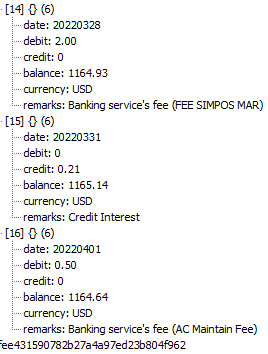 [14] {} (6)
date: 20220328
debit: 2.00
credit: 0
balance: 1164.93
currency: USD
remarks: Banking service's fee (FEE SIMPOS MAR)
[15] {} (6)
date: 20220331
debit: 0
credit: 0.21
balance: 1165.14
currency: USD
remarks: Credit Interest
[16] {} (6)
date: 20220401
debit: 0.50
credit: 0
balance: 1164.64
currency: USD
remarks: Banking service's fee (AC Maintain Fee)
fee431590782b27a4a97ed23b804f962